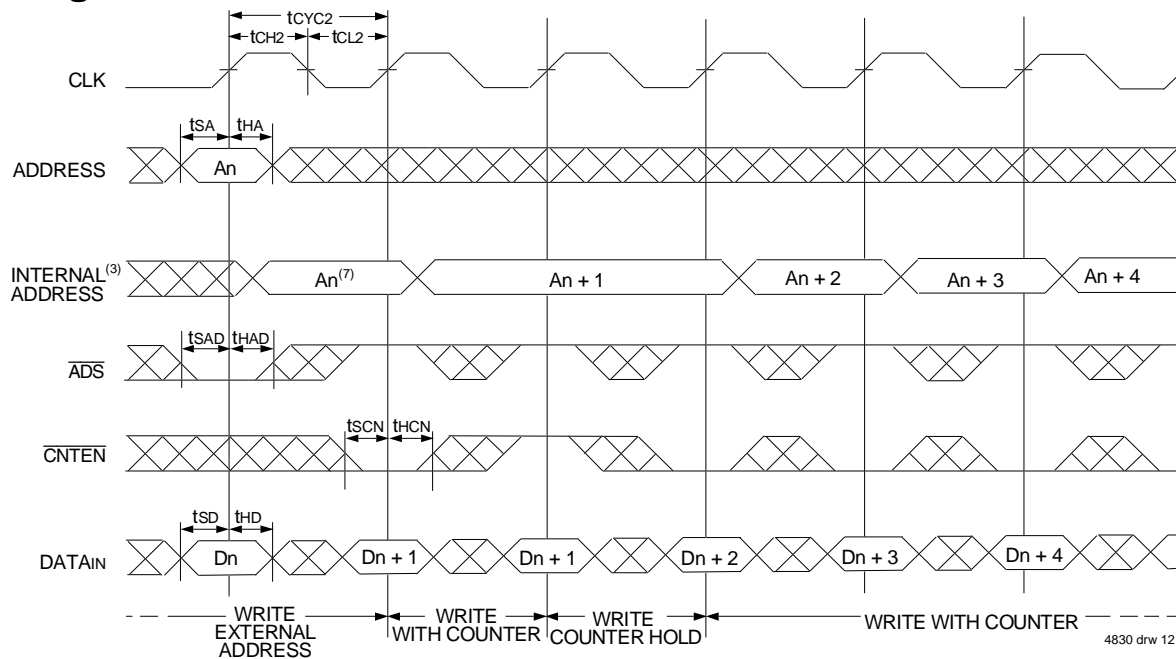 tCYC2
tCH2 tCL2
CLK
tSA tHA
ADDRESS An
INTERNAL(3)
ADDRESS
An(7) An + 1 An + 2 An + 3 An + 4
tSAD tHAD
ADS
tSCN tHCN
CNTEN
tSD tHD
DATAIN Dn Dn + 1 Dn + 1 Dn + 2 Dn + 3 Dn + 4
WRITE
EXTERNAL
ADDRESS
WRITE
WITH COUNTER
WRITE
COUNTER HOLD
WRITE WITH COUNTER
4830 drw 12